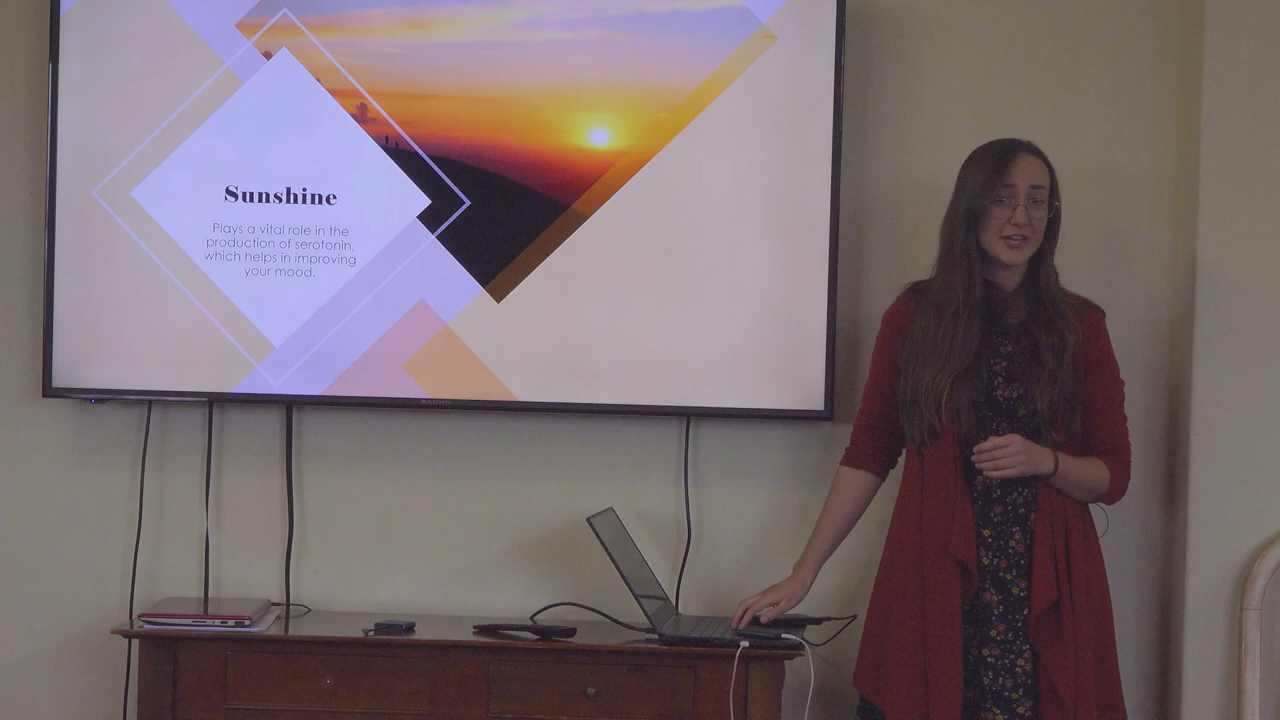 Sunshine
Plays a vital role in the
production of serotonin,
which helps in improving
your mood.